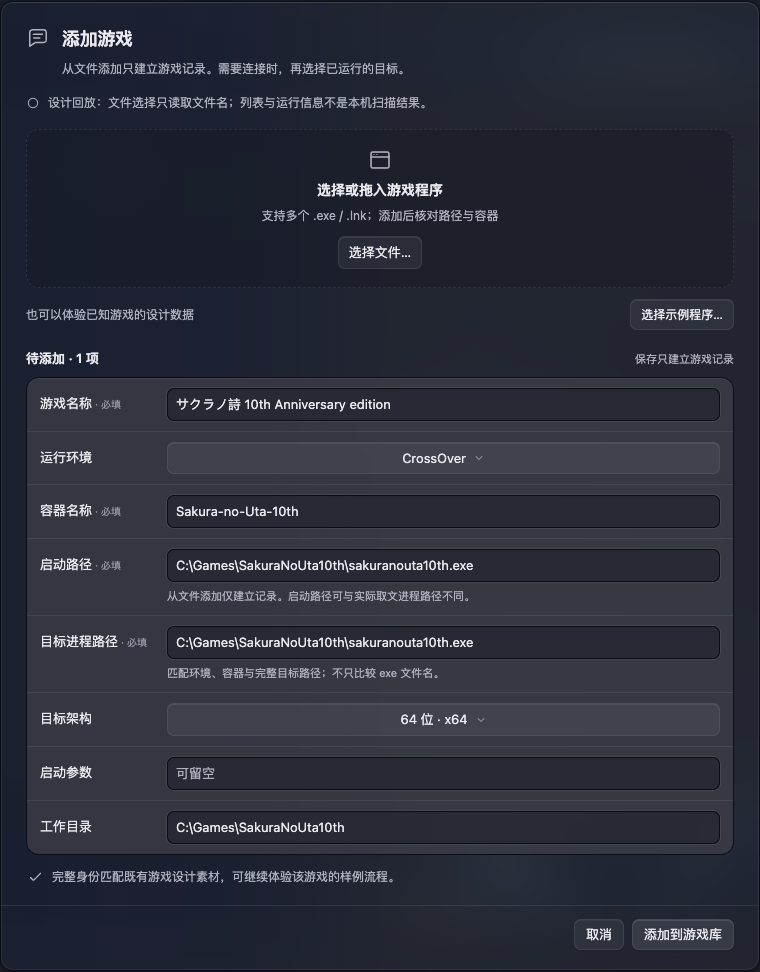 添加游戏
从文件添加只建立游戏记录。需要连接时，再选择已运行的目标。
设计回放：文件选择只读取文件名；列表与运行信息不是本机扫描结果。
选择或拖入游戏程序
支持多个 .exe / .lnk；添加后核对路径与容器
选择文件...
也可以体验已知游戏的设计数据
选择示例程序...
待添加 · 1 项
保存只建立游戏记录
游戏名称 · 必填
サクラノ詩 10th Anniversary edition
运行环境
CrossOver
容器名称 · 必填
Sakura-no-Uta-10th
启动路径 · 必填
C:\Games\SakuraNoUta10th\sakuranouta10th.exe
从文件添加仅建立记录。启动路径可与实际取文进程路径不同。
目标进程路径 · 必填
C:\Games\SakuraNoUta10th\sakuranouta10th.exe
匹配环境、容器与完整目标路径；不只比较 exe 文件名。
目标架构
64 位 · x64
启动参数
可留空
工作目录
C:\Games\SakuraNoUta10th
完整身份匹配既有游戏设计素材，可继续体验该游戏的样例流程。
取消
添加到游戏库